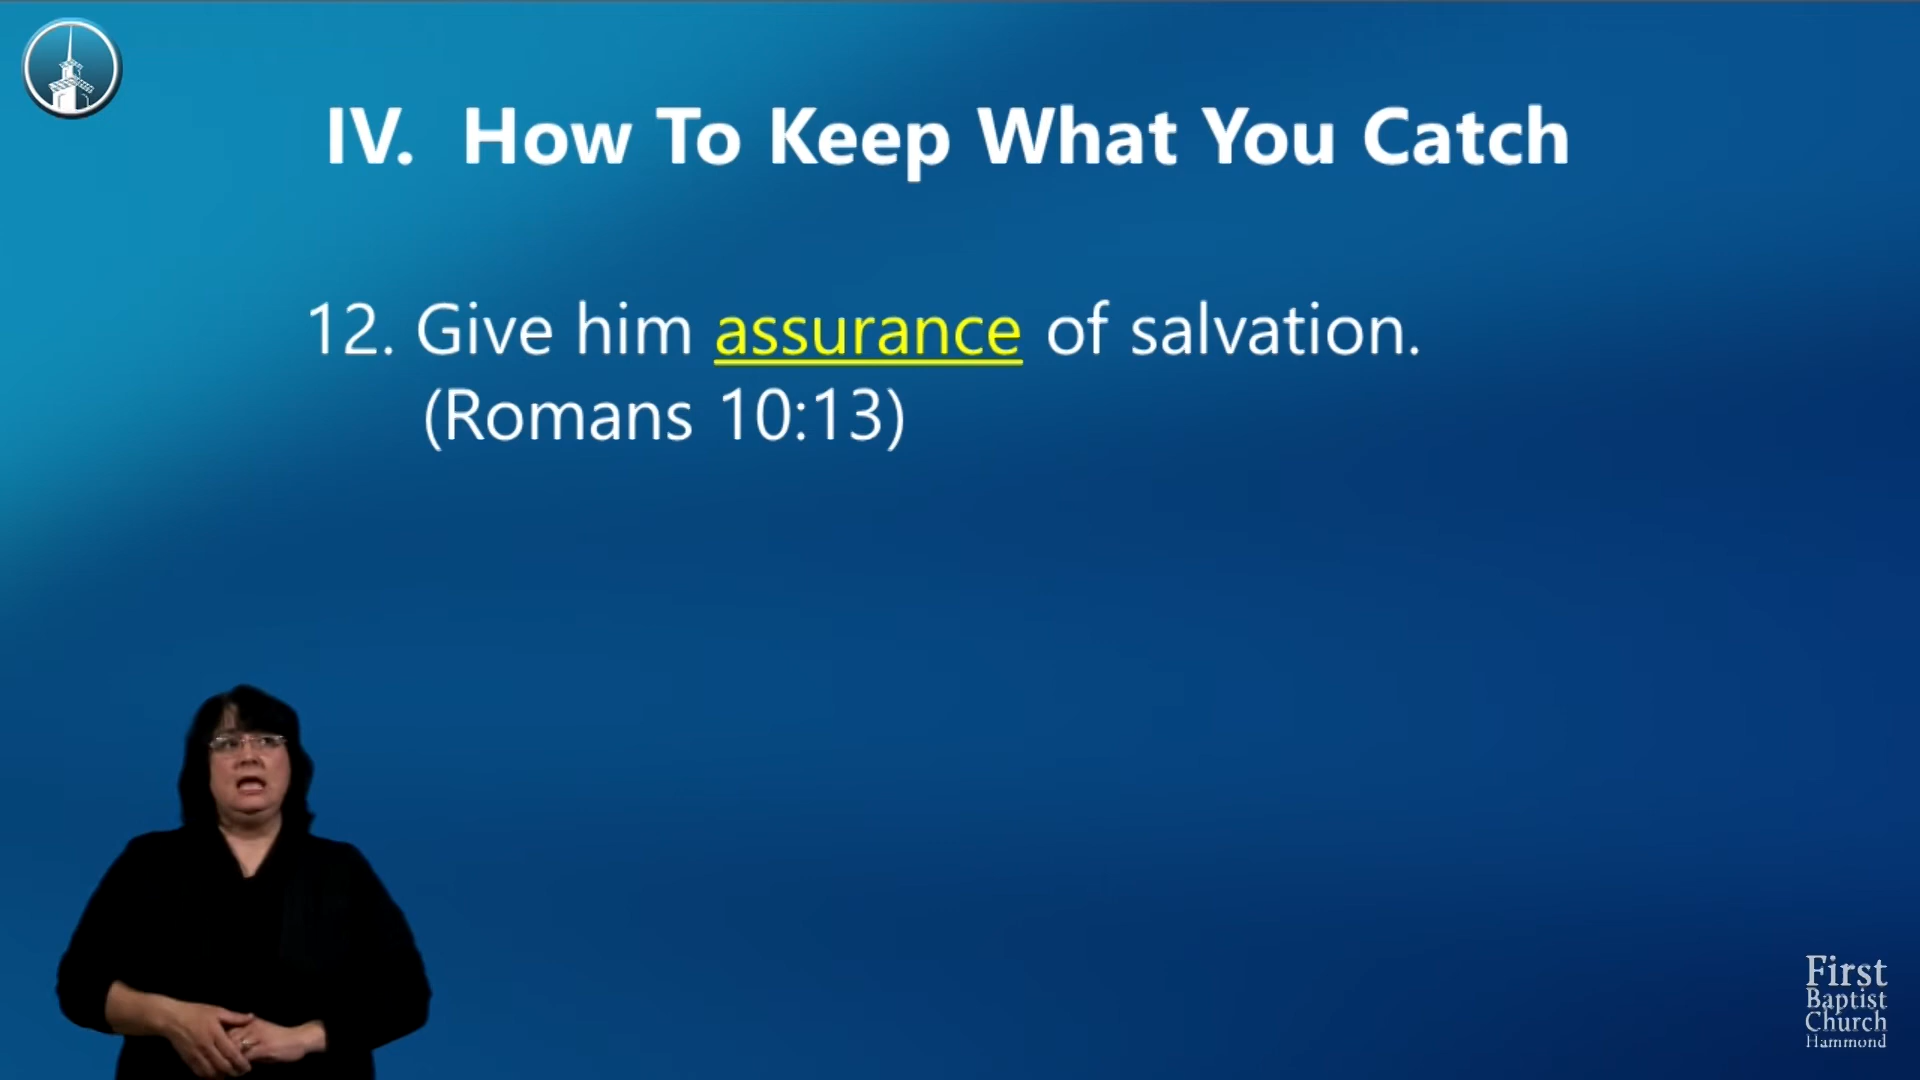 IV. How To Keep What You Catch
12. Give him assurance of salvation.
(Romans 10:13)
First
Baptist
Church
Hammond